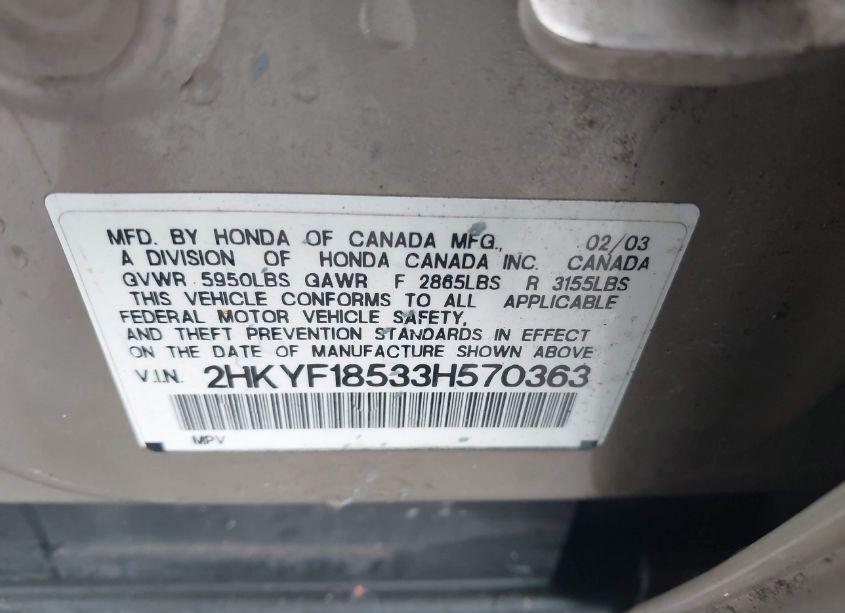 MFD. BY HONDA OF CANADA MFG., 02/03
A DIVISION OF HONDA CANADA INC. CANADA
GVWR 5950LBS GAWR F 2865LBS R 3155LBS
THIS VEHICLE CONFORMS TO ALL APPLICABLE
FEDERAL MOTOR VEHICLE SAFETY,
AND THEFT PREVENTION STANDARDS IN EFFECT
ON THE DATE OF MANUFACTURE SHOWN ABOVE
V.I.N. 2HKYF18533H570363
MPV